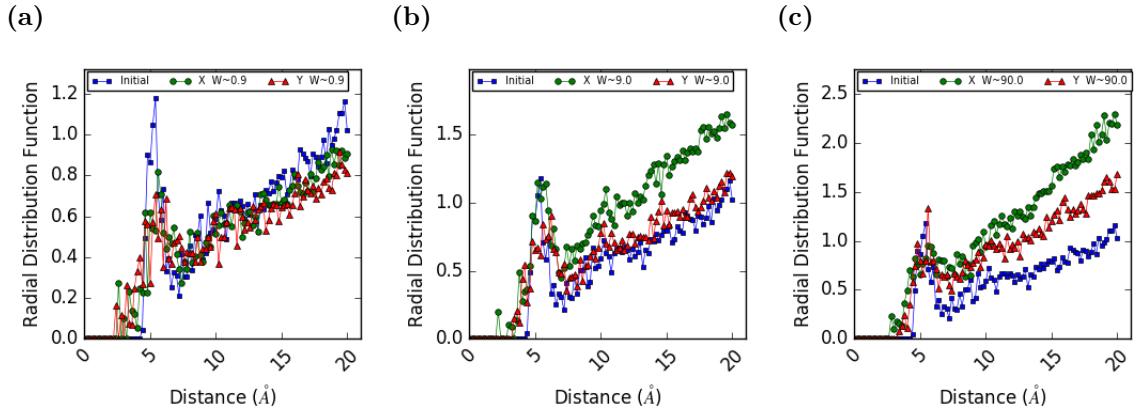 (a)
Initial X W~0.9 Y W~0.9
Radial Distribution Function
1.2
1.0
0.8
0.6
0.4
0.2
0.0
0 5 10 15 20
Distance (Å)
(b)
Initial X W~9.0 Y W~9.0
Radial Distribution Function
1.5
1.0
0.5
0.0
0 5 10 15 20
Distance (Å)
(c)
Initial X W~90.0 Y W~90.0
Radial Distribution Function
2.5
2.0
1.5
1.0
0.5
0.0
0 5 10 15 20
Distance (Å)